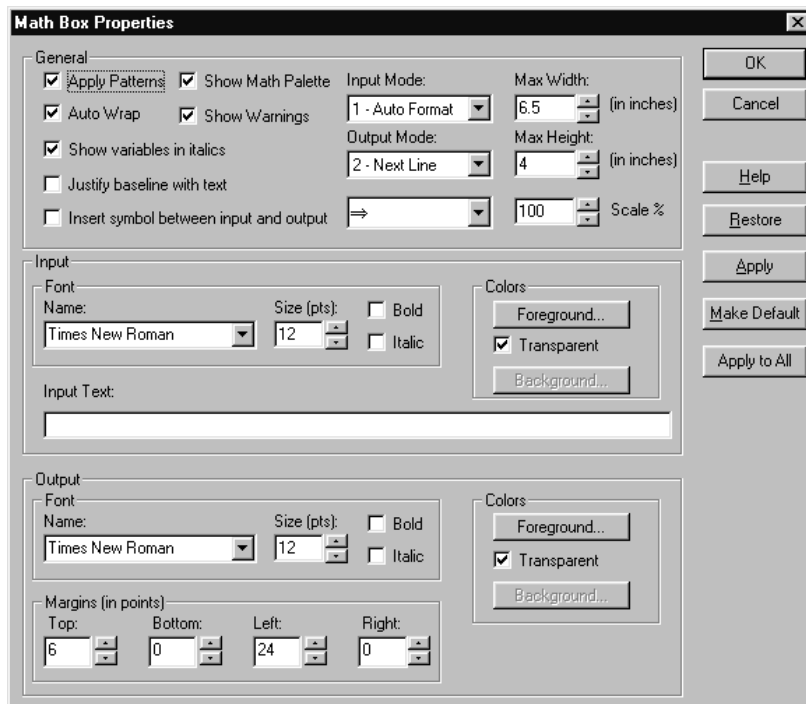 Math Box Properties
General
Apply Patterns
Show Math Palette
Input Mode:
Max Width:
Auto Wrap
Show Warnings
1 - Auto Format
6.5
(in inches)
Show variables in italics
Output Mode:
Max Height:
2 - Next Line
4
(in inches)
Justify baseline with text
Insert symbol between input and output
⇒
100
Scale %
OK
Cancel
Help
Restore
Apply
Make Default
Apply to All
Input
Font
Name:
Size (pts):
Bold
Times New Roman
12
Italic
Colors
Foreground...
Transparent
Background...
Input Text:
Output
Font
Name:
Size (pts):
Bold
Times New Roman
12
Italic
Colors
Foreground...
Transparent
Background...
Margins (in points)
Top:
Bottom:
Left:
Right:
6
0
24
0